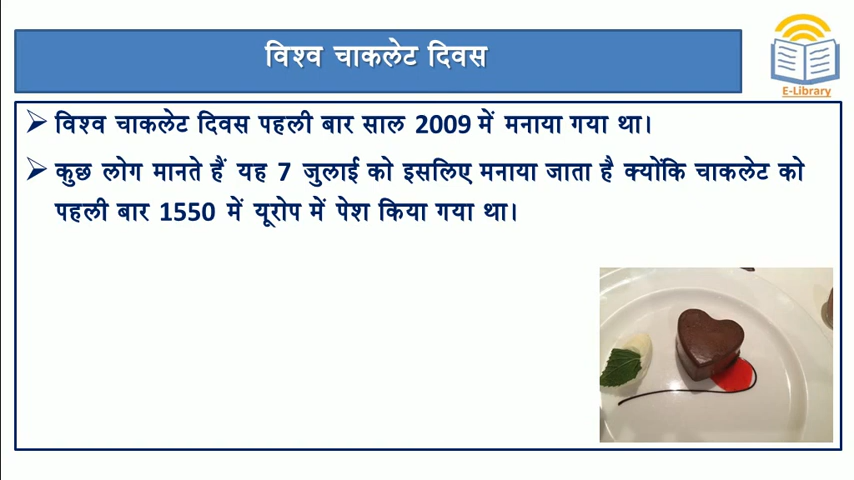 विश्व चाकलेट दिवस
E-Library
विश्व चाकलेट दिवस पहली बार साल 2009 में मनाया गया था।
कुछ लोग मानते हैं यह 7 जुलाई को इसलिए मनाया जाता है क्योंकि चाकलेट को
पहली बार 1550 में यूरोप में पेश किया गया था।